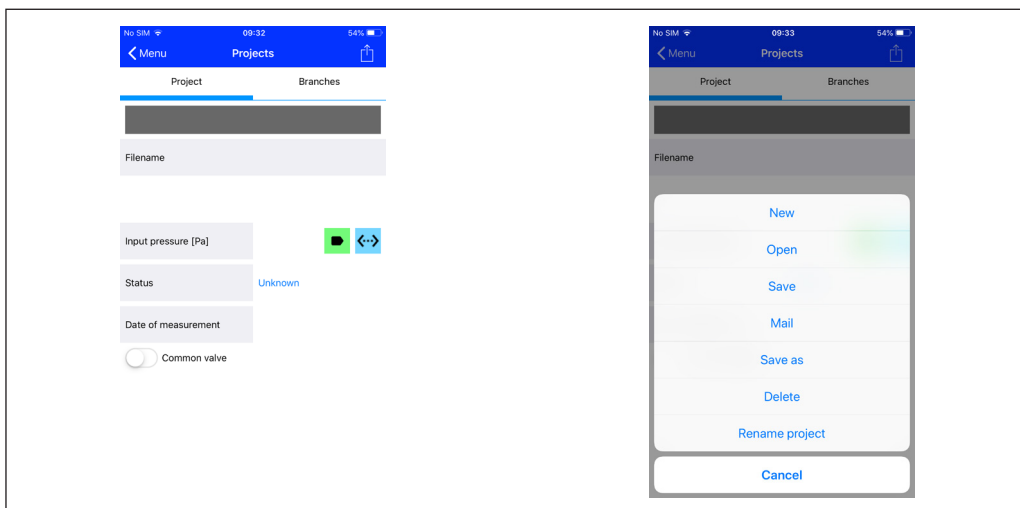 No SIM 09:32 54%
Menu Projects
Project Branches
Filename
Input pressure [Pa]
Status Unknown
Date of measurement
Common valve
No SIM 09:33 54%
Menu Projects
Project Branches
Filename
New
Open
Save
Mail
Save as
Delete
Rename project
Cancel